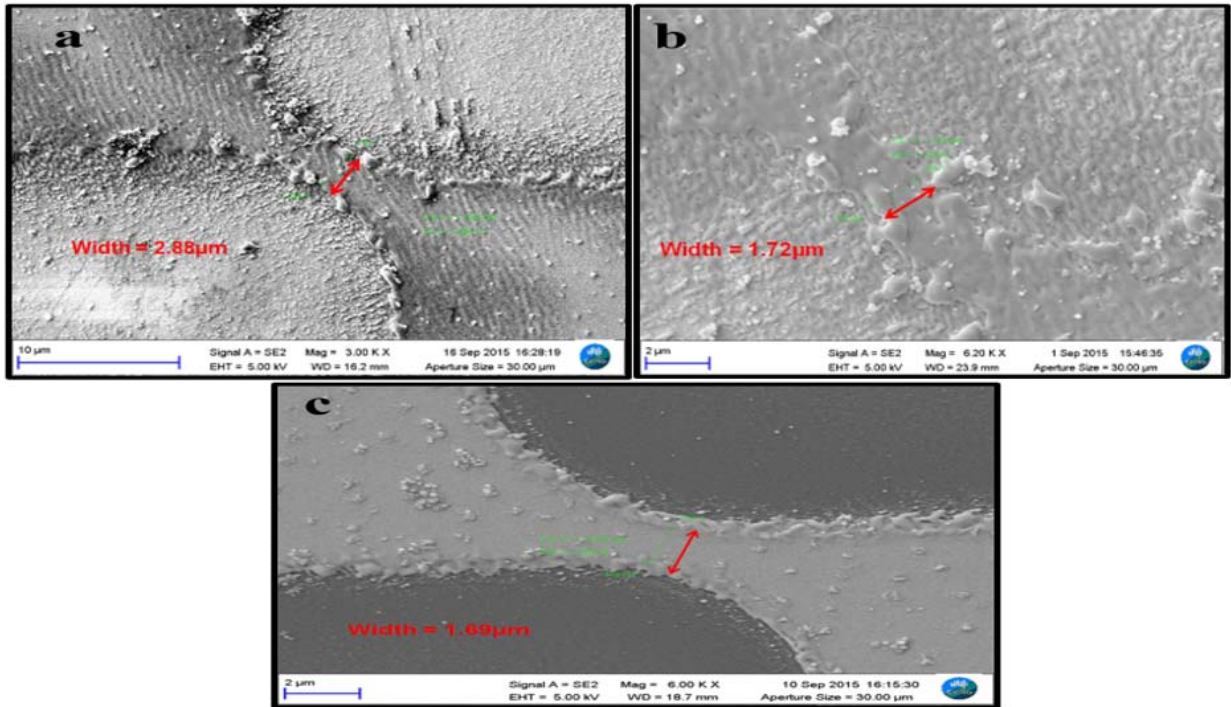 a
Width = 2.88µm
10 µm
Signal A = SE2 Mag = 3.00 K X 16 Sep 2015 16:28:19
EHT = 5.00 kV WD = 16.2 mm Aperture Size = 30.00 µm
b
Width = 1.72µm
2 µm
Signal A = SE2 Mag = 6.20 K X 1 Sep 2015 15:46:35
EHT = 5.00 kV WD = 23.9 mm Aperture Size = 30.00 µm
c
Width = 1.69µm
2 µm
Signal A = SE2 Mag = 6.00 K X 10 Sep 2015 16:15:30
EHT = 5.00 kV WD = 18.7 mm Aperture Size = 30.00 µm